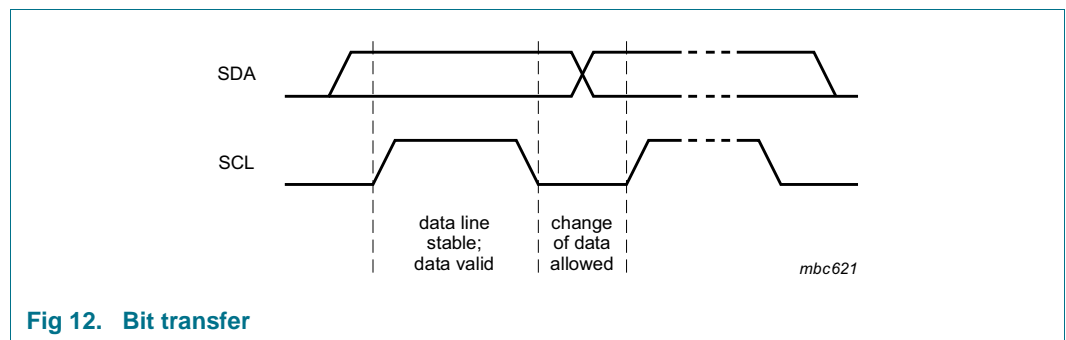 SDA
SCL
data line
stable;
data valid
change
of data
allowed
mbc621
Fig 12. Bit transfer